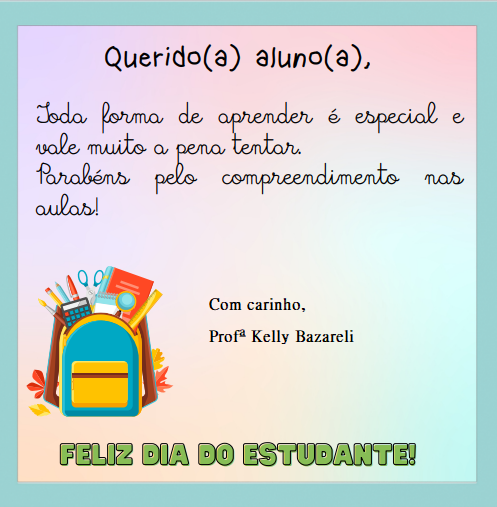 Querido(a) aluno(a),
Toda forma de aprender é especial e
vale muito a pena tentar.
Parabéns pelo compreendimento nas
aulas!
Com carinho,
Profª Kelly Bazareli
FELIZ DIA DO ESTUDANTE!